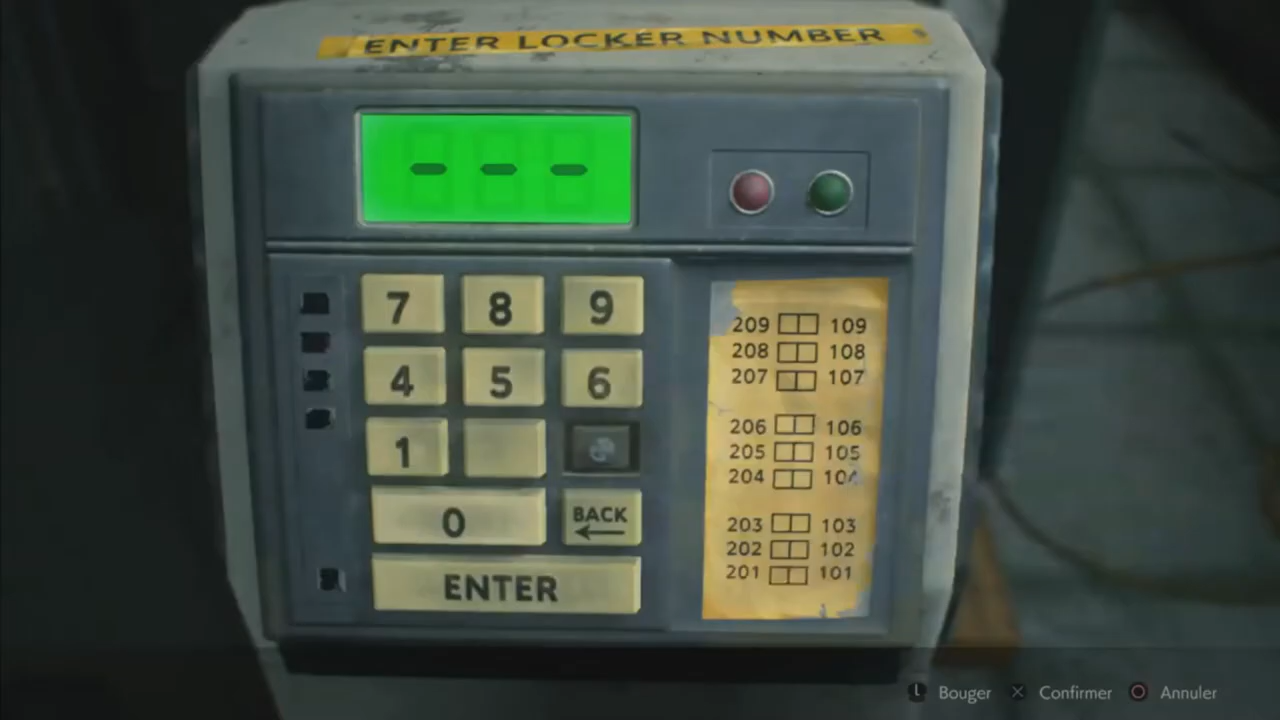 ENTER LOCKER NUMBER
- - -
7 8 9
4 5 6
1
0 BACK
ENTER
209 109
208 108
207 107
206 106
205 105
204 104
203 103
202 102
201 101
L Bouger X Confirmer O Annuler